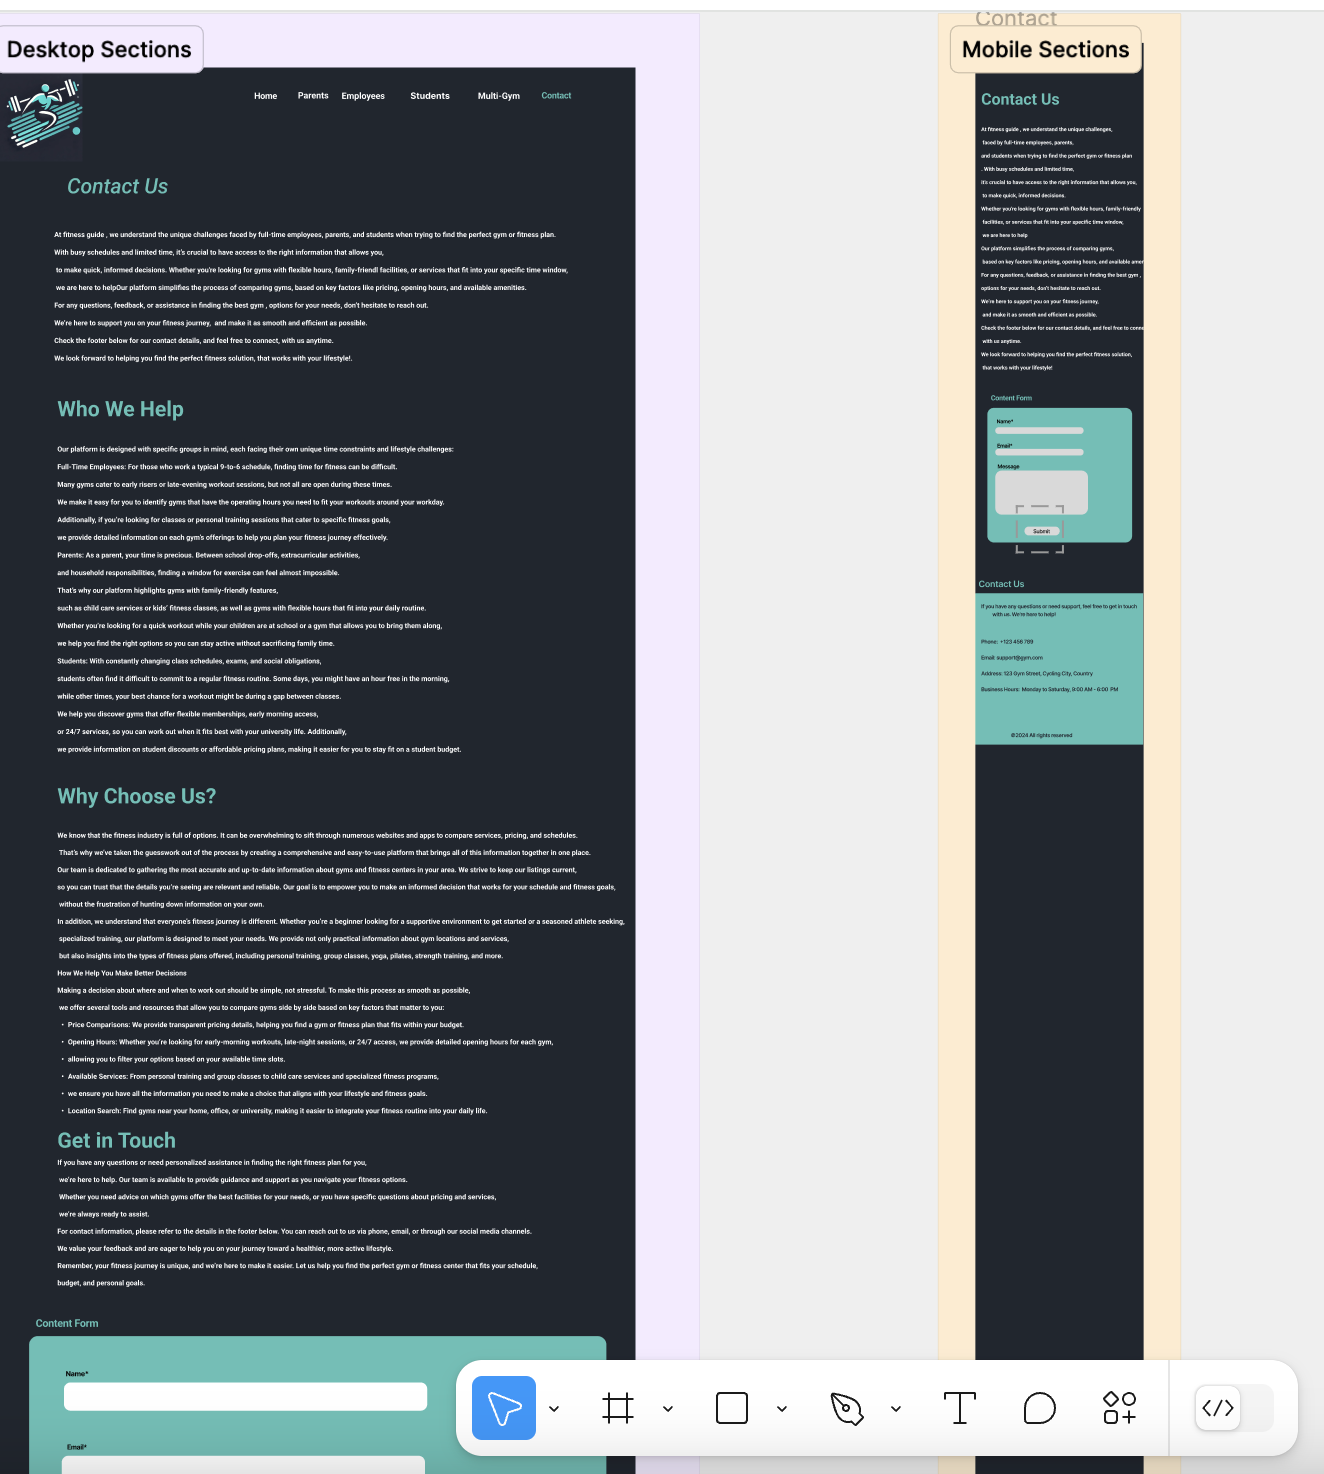 Contact
Desktop Sections
Mobile Sections
Home Parents Employees Students Multi-Gym Contact
Contact Us
At fitness guide , we understand the unique challenges faced by full-time employees, parents, and students when trying to find the perfect gym or fitness plan.
With busy schedules and limited time, it's crucial to have access to the right information that allows you,
to make quick, informed decisions. Whether you're looking for gyms with flexible hours, family-friendl facilities, or services that fit into your specific time window,
we are here to helpOur platform simplifies the process of comparing gyms, based on key factors like pricing, opening hours, and available amenities.
For any questions, feedback, or assistance in finding the best gym , options for your needs, don't hesitate to reach out.
We're here to support you on your fitness journey, and make it as smooth and efficient as possible.
Check the footer below for our contact details, and feel free to connect, with us anytime.
We look forward to helping you find the perfect fitness solution, that works with your lifestyle!.
Who We Help
Our platform is designed with specific groups in mind, each facing their own unique time constraints and lifestyle challenges:
Full-Time Employees: For those who work a typical 9-to-6 schedule, finding time for fitness can be difficult.
Many gyms cater to early risers or late-evening workout sessions, but not all are open during these times.
We make it easy for you to identify gyms that have the operating hours you need to fit your workouts around your workday.
Additionally, if you're looking for classes or personal training sessions that cater to specific fitness goals,
we provide detailed information on each gym's offerings to help you plan your fitness journey effectively.
Parents: As a parent, your time is precious. Between school drop-offs, extracurricular activities,
and household responsibilities, finding a window for exercise can feel almost impossible.
That's why our platform highlights gyms with family-friendly features,
such as child care services or kids' fitness classes, as well as gyms with flexible hours that fit into your daily routine.
Whether you're looking for a quick workout while your children are at school or a gym that allows you to bring them along,
we help you find the right options so you can stay active without sacrificing family time.
Students: With constantly changing class schedules, exams, and social obligations,
students often find it difficult to commit to a regular fitness routine. Some days, you might have an hour free in the morning,
while other times, your best chance for a workout might be during a gap between classes.
We help you discover gyms that offer flexible memberships, early morning access,
or 24/7 services, so you can work out when it fits best with your university life. Additionally,
we provide information on student discounts or affordable pricing plans, making it easier for you to stay fit on a student budget.
Why Choose Us?
We know that the fitness industry is full of options. It can be overwhelming to sift through numerous websites and apps to compare services, pricing, and schedules.
That's why we've taken the guesswork out of the process by creating a comprehensive and easy-to-use platform that brings all of this information together in one place.
Our team is dedicated to gathering the most accurate and up-to-date information about gyms and fitness centers in your area. We strive to keep our listings current,
so you can trust that the details you're seeing are relevant and reliable. Our goal is to empower you to make an informed decision that works for your schedule and fitness goals,
without the frustration of hunting down information on your own.
In addition, we understand that everyone's fitness journey is different. Whether you're a beginner looking for a supportive environment to get started or a seasoned athlete seeking,
specialized training, our platform is designed to meet your needs. We provide not only practical information about gym locations and services,
but also insights into the types of fitness plans offered, including personal training, group classes, yoga, pilates, strength training, and more.
How We Help You Make Better Decisions
Making a decision about where and when to work out should be simple, not stressful. To make this process as smooth as possible,
we offer several tools and resources that allow you to compare gyms side by side based on key factors that matter to you:
• Price Comparisons: We provide transparent pricing details, helping you find a gym or fitness plan that fits within your budget.
• Opening Hours: Whether you're looking for early-morning workouts, late-night sessions, or 24/7 access, we provide detailed opening hours for each gym,
• allowing you to filter your options based on your available time slots.
• Available Services: From personal training and group classes to child care services and specialized fitness programs,
• we ensure you have all the information you need to make a choice that aligns with your lifestyle and fitness goals.
• Location Search: Find gyms near your home, office, or university, making it easier to integrate your fitness routine into your daily life.
Get in Touch
If you have any questions or need personalized assistance in finding the right fitness plan for you,
we're here to help. Our team is available to provide guidance and support as you navigate your fitness options.
Whether you need advice on which gyms offer the best facilities for your needs, or you have specific questions about pricing and services,
we're always ready to assist.
For contact information, please refer to the details in the footer below. You can reach out to us via phone, email, or through our social media channels.
We value your feedback and are eager to help you on your journey toward a healthier, more active lifestyle.
Remember, your fitness journey is unique, and we're here to make it easier. Let us help you find the perfect gym or fitness center that fits your schedule,
budget, and personal goals.
Content Form
Name*
Email*
Contact Us
At fitness guide , we understand the unique challenges,
faced by full-time employees, parents,
and students when trying to find the perfect gym or fitness plan
. With busy schedules and limited time,
it's crucial to have access to the right information that allows you,
to make quick, informed decisions.
Whether you're looking for gyms with flexible hours, family-friendly
facilities, or services that fit into your specific time window,
we are here to help
Our platform simplifies the process of comparing gyms,
based on key factors like pricing, opening hours, and available amer
For any questions, feedback, or assistance in finding the best gym ,
options for your needs, don't hesitate to reach out.
We're here to support you on your fitness journey,
and make it as smooth and efficient as possible.
Check the footer below for our contact details, and feel free to conne
with us anytime.
We look forward to helping you find the perfect fitness solution,
that works with your lifestyle!
Content Form
Name*
Email*
Message
Submit
Contact Us
If you have any questions or need support, feel free to get in touch
with us. We're here to help!
Phone: +123 456 789
Email: support@gym.com
Address: 123 Gym Street, Cycling City, Country
Business Hours: Monday to Saturday, 8:00 AM - 6:00 PM
©2024 All rights reserved